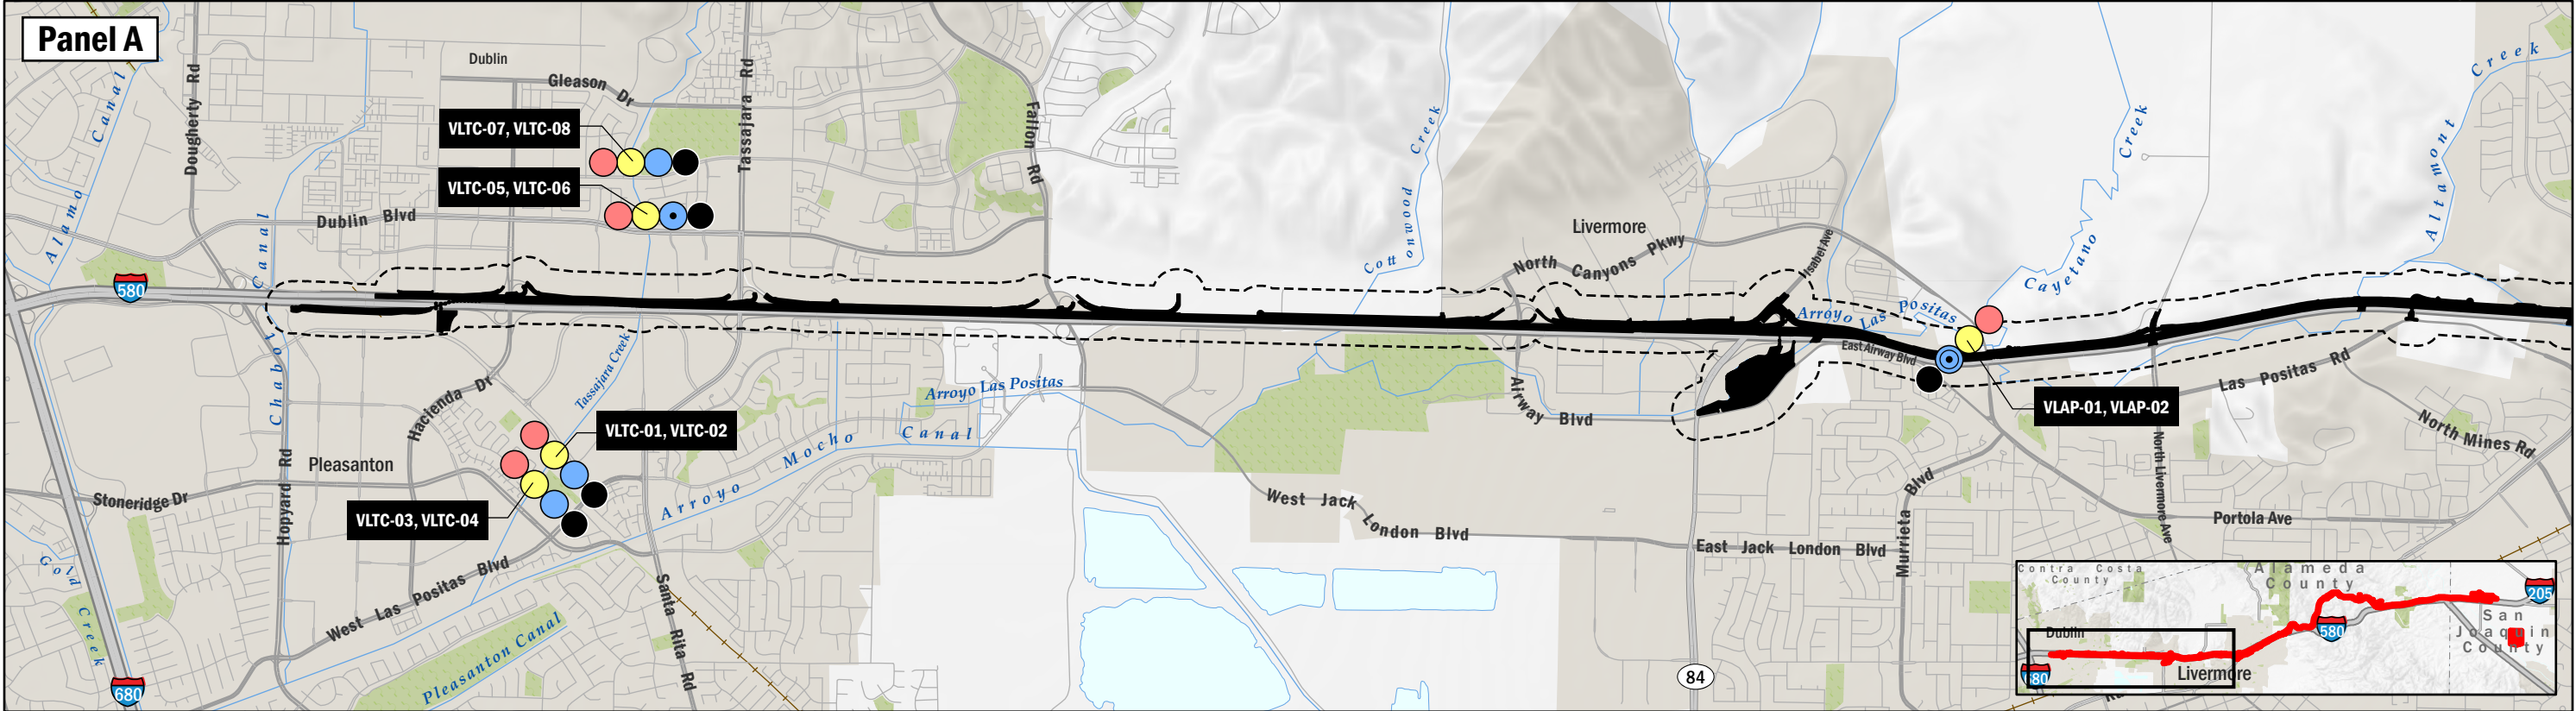 Panel A
Dublin
Gleason Dr
Dougherty Rd
Tassajara Rd
Fallon Rd
Alamo Canal
VLTC-07, VLTC-08
VLTC-05, VLTC-06
Dublin Blvd
580
Chabot Canal
Tassajara Creek
Hacienda Dr
Hopyard Rd
Pleasanton
Stoneridge Dr
VLTC-01, VLTC-02
VLTC-03, VLTC-04
Arroyo Mocho Canal
Arroyo Las Positas
West Las Positas Blvd
Gold Creek
680
Pleasanton Canal
Santa Rita Rd
Cottonwood Creek
Livermore
North Canyons Pkwy
Isabel Ave
Arroyo Las Positas
East Airway Blvd
Cayetano Creek
Altamont Creek
VLAP-01, VLAP-02
Las Positas Rd
North Mines Rd
North Livermore Ave
Airway Blvd
West Jack London Blvd
East Jack London Blvd
Murrieta Blvd
Portola Ave
84
Contra Costa County
Alameda County
205
580
San Joaquin County
Dublin
Livermore